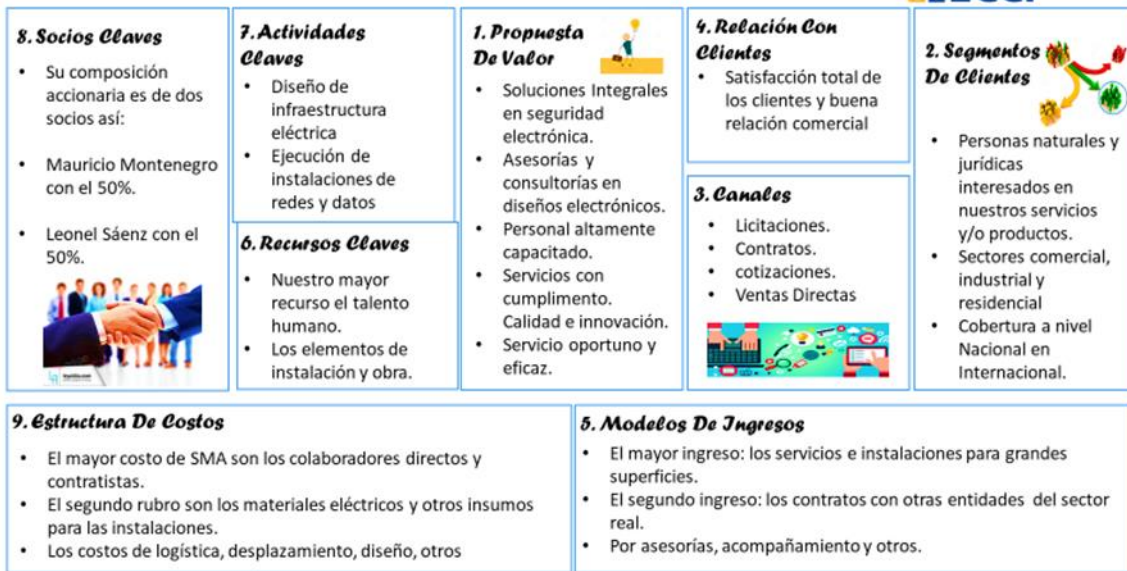 8. Socios Claves
• Su composición
accionaria es de dos
socios así:
• Mauricio Montenegro
con el 50%.
• Leonel Sáenz con el
50%.
7. Actividades
Claves
• Diseño de
infraestructura
eléctrica
• Ejecución de
instalaciones de
redes y datos
6. Recursos Claves
• Nuestro mayor
recurso el talento
humano.
• Los elementos de
instalación y obra.
1. Propuesta
De Valor
• Soluciones Integrales
en seguridad
electrónica.
• Asesorías y
consultorías en
diseños electrónicos.
• Personal altamente
capacitado.
• Servicios con
cumplimento.
Calidad e innovación.
• Servicio oportuno y
eficaz.
4. Relación Con
Clientes
• Satisfacción total de
los clientes y buena
relación comercial
3. Canales
• Licitaciones.
• Contratos.
• cotizaciones.
• Ventas Directas
2. Segmentos
De Clientes
• Personas naturales y
jurídicas
interesados en
nuestros servicios
y/o productos.
• Sectores comercial,
industrial y
residencial
• Cobertura a nivel
Nacional en
Internacional.
9. Estructura De Costos
• El mayor costo de SMA son los colaboradores directos y
contratistas.
• El segundo rubro son los materiales eléctricos y otros insumos
para las instalaciones.
• Los costos de logística, desplazamiento, diseño, otros
5. Modelos De Ingresos
• El mayor ingreso: los servicios e instalaciones para grandes
superficies.
• El segundo ingreso: los contratos con otras entidades del sector
real.
• Por asesorías, acompañamiento y otros.